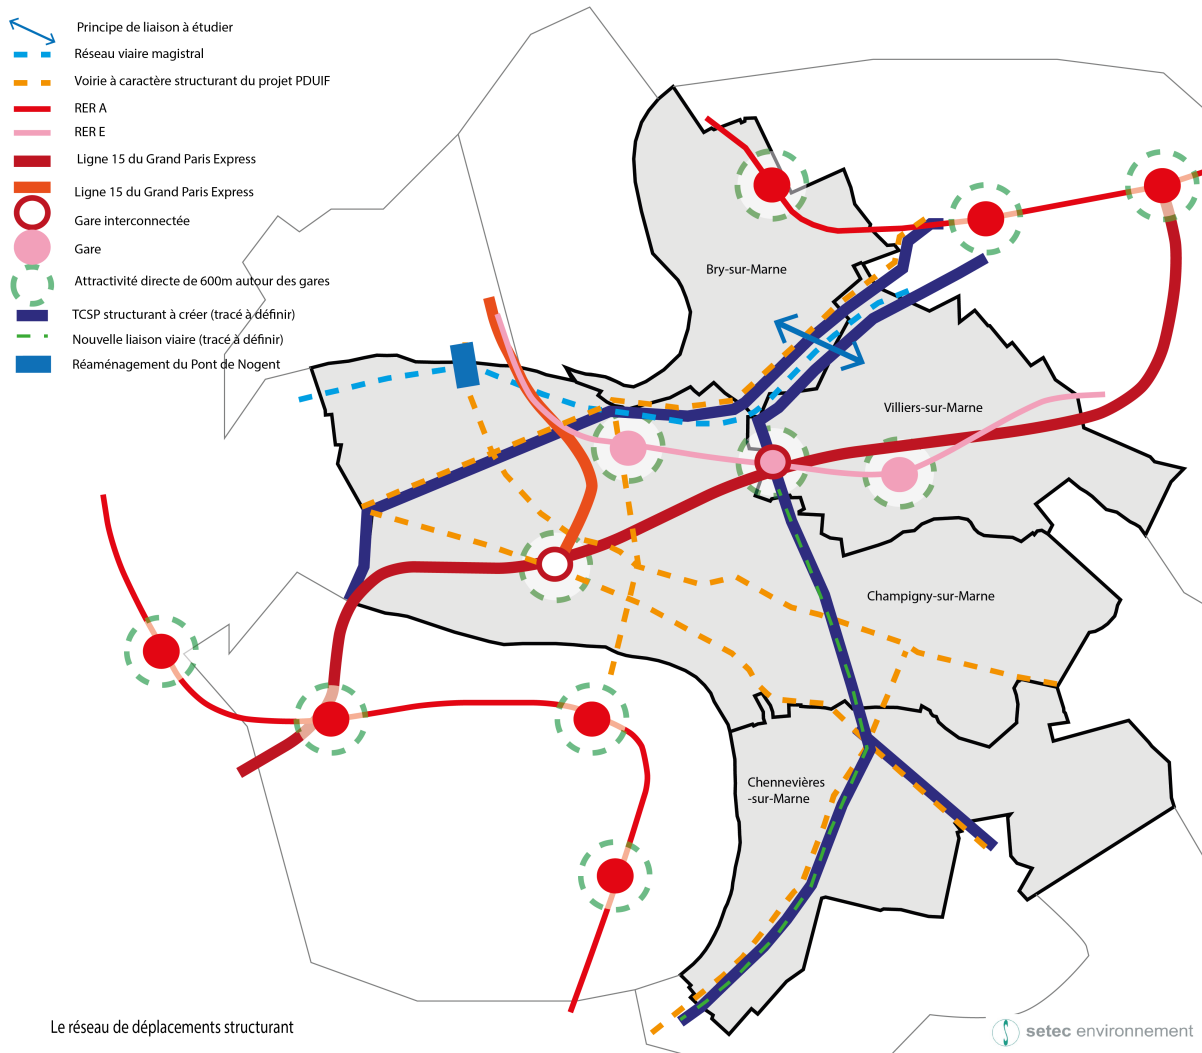 Principe de liaison à étudier
Réseau viaire magistral
Voirie à caractère structurant du projet PDUIF
RER A
RER E
Ligne 15 du Grand Paris Express
Ligne 15 du Grand Paris Express
Gare interconnectée
Gare
Attractivité directe de 600m autour des gares
TCSP structurant à créer (tracé à définir)
Nouvelle liaison viaire (tracé à définir)
Réaménagement du Pont de Nogent
Bry-sur-Marne
Villiers-sur-Marne
Champigny-sur-Marne
Chennevières
-sur-Marne
Le réseau de déplacements structurant
setec environnement